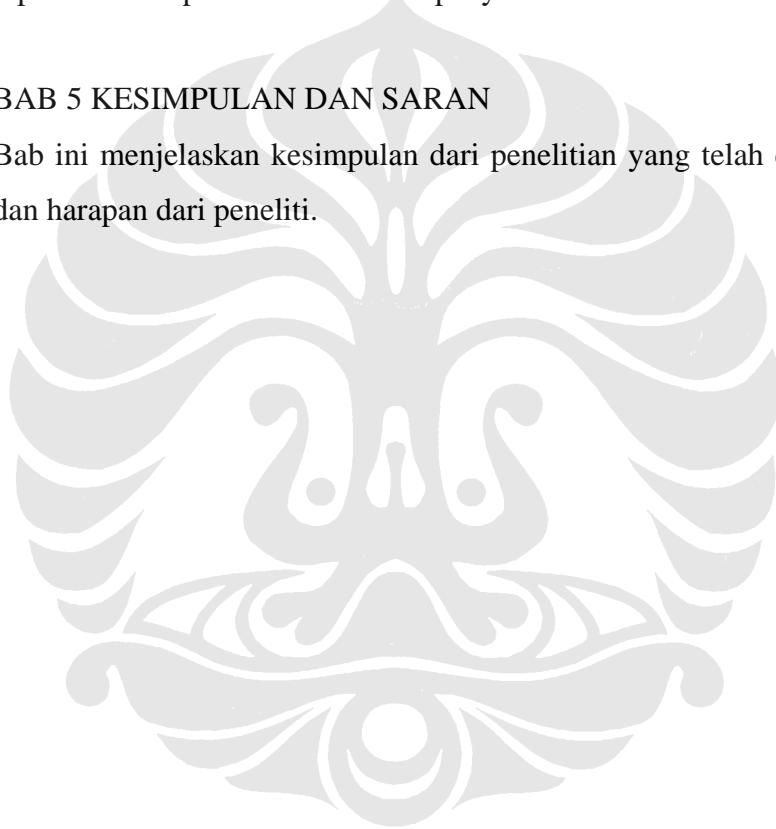 BAB 5 KESIMPULAN DAN SARAN
Bab ini menjelaskan kesimpulan dari penelitian yang telah
dan harapan dari peneliti.